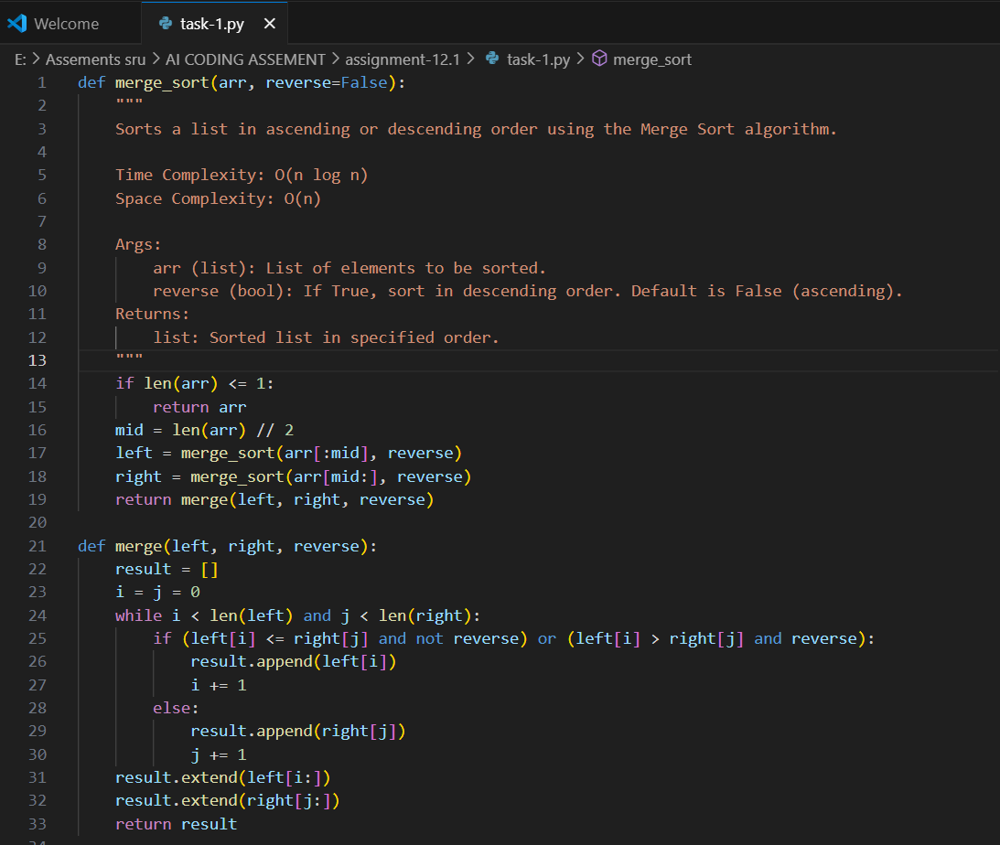 Welcome
task-1.py
E: > Assements sru > AI CODING ASSEMENT > assignment-12.1 > task-1.py > merge_sort
1 def merge_sort(arr, reverse=False):
2     """
3     Sorts a list in ascending or descending order using the Merge Sort algorithm.
4
5     Time Complexity: O(n log n)
6     Space Complexity: O(n)
7
8     Args:
9         arr (list): List of elements to be sorted.
10         reverse (bool): If True, sort in descending order. Default is False (ascending).
11     Returns:
12         list: Sorted list in specified order.
13     """
14     if len(arr) <= 1:
15         return arr
16     mid = len(arr) // 2
17     left = merge_sort(arr[:mid], reverse)
18     right = merge_sort(arr[mid:], reverse)
19     return merge(left, right, reverse)
20
21 def merge(left, right, reverse):
22     result = []
23     i = j = 0
24     while i < len(left) and j < len(right):
25         if (left[i] <= right[j] and not reverse) or (left[i] > right[j] and reverse):
26             result.append(left[i])
27             i += 1
28         else:
29             result.append(right[j])
30             j += 1
31     result.extend(left[i:])
32     result.extend(right[j:])
33     return result
34